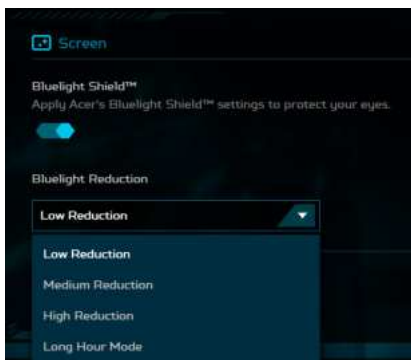 Screen
Bluelight Shield™
Apply Acer's Bluelight Shield™ settings to protect your eyes.
Bluelight Reduction
Low Reduction
Low Reduction
Medium Reduction
High Reduction
Long Hour Mode